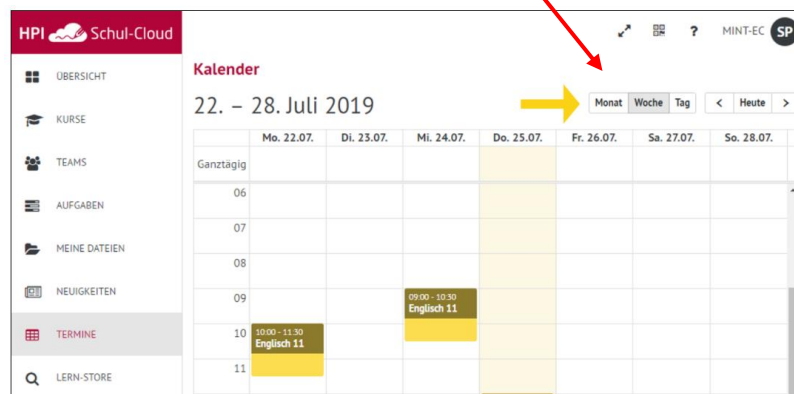 HPI Schul-Cloud
? MINT-EC SP
ÜBERSICHT
KURSE
TEAMS
AUFGABEN
MEINE DATEIEN
NEUIGKEITEN
TERMINE
LERN-STORE
Kalender
22. – 28. Juli 2019
Monat Woche Tag < Heute >
Mo. 22.07. Di. 23.07. Mi. 24.07. Do. 25.07. Fr. 26.07. Sa. 27.07. So. 28.07.
Ganztägig
06
07
08
09
09:00 - 10:30
Englisch 11
10
10:00 - 11:30
Englisch 11
11